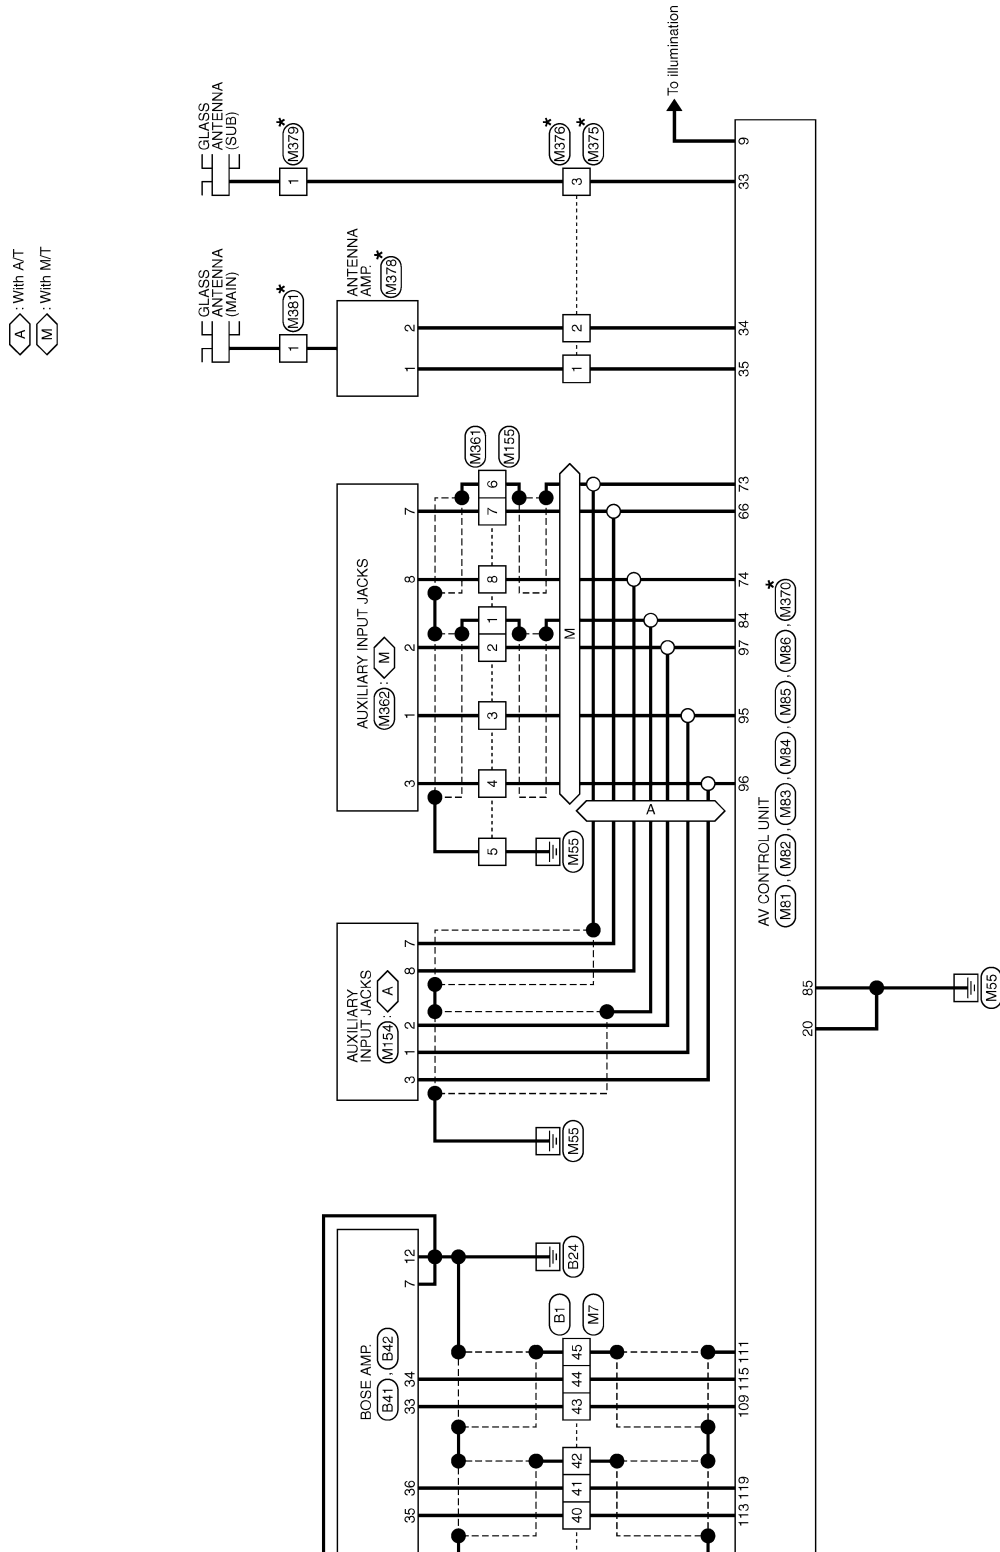 A : With A/T
M : With M/T
GLASS
ANTENNA
(SUB)
M379 *
1
M376 *
M375 *
3
33
To illumination
9
GLASS
ANTENNA
(MAIN)
M381 *
1
ANTENNA
AMP.
M378 *
2
1
2
1
34
35
AUXILIARY INPUT JACKS
M362 : M
7
8
2
1
3
M361
M155
6
7
8
1
2
3
4
5
M55
M
A
73
66
74
84
97
95
96
AV CONTROL UNIT
M81 , M82 , M83 , M84 , M85 , M86 , M370 *
AUXILIARY
INPUT JACKS
M154 : A
7
8
2
1
3
M55
85
20
M55
BOSE AMP.
B41 , B42
12
7
34
33
36
35
B24
B1
M7
45
44
43
42
41
40
111
115
109
119
113